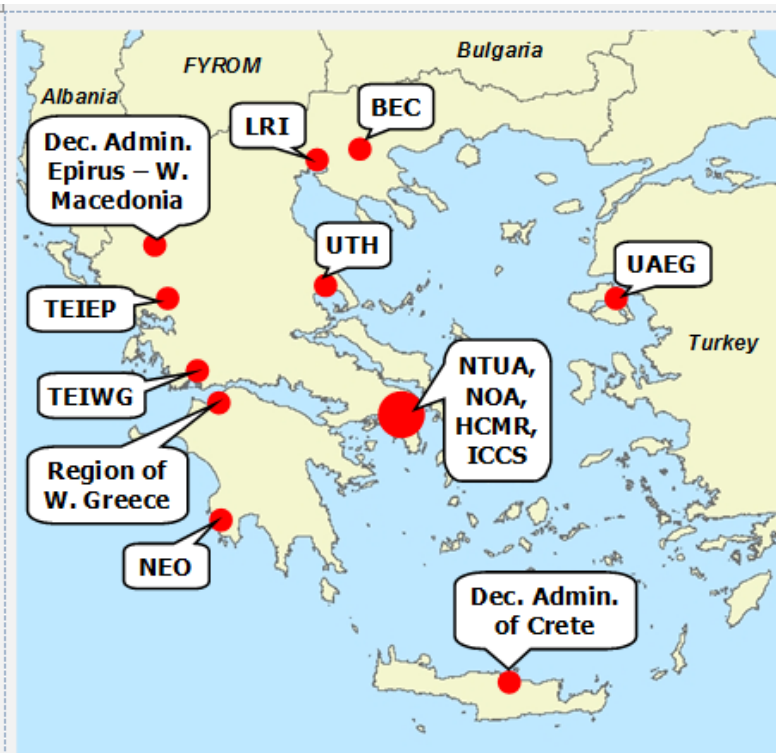 Bulgaria
FYROM
Albania
BEC
LRI
Dec. Admin.
Epirus – W.
Macedonia
UTH
UAEG
TEIEP
Turkey
NTUA,
NOA,
HCMR,
ICCS
TEIWG
Region of
W. Greece
NEO
Dec. Admin.
of Crete